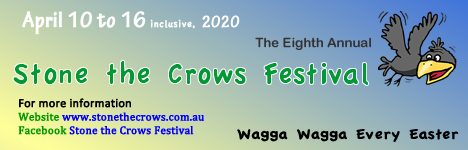 April 10 to 16 inclusive, 2020
The Eighth Annual
Stone the Crows Festival
For more information
Website www.stonethecrows.com.au
Facebook Stone the Crows Festival
Wagga Wagga Every Easter